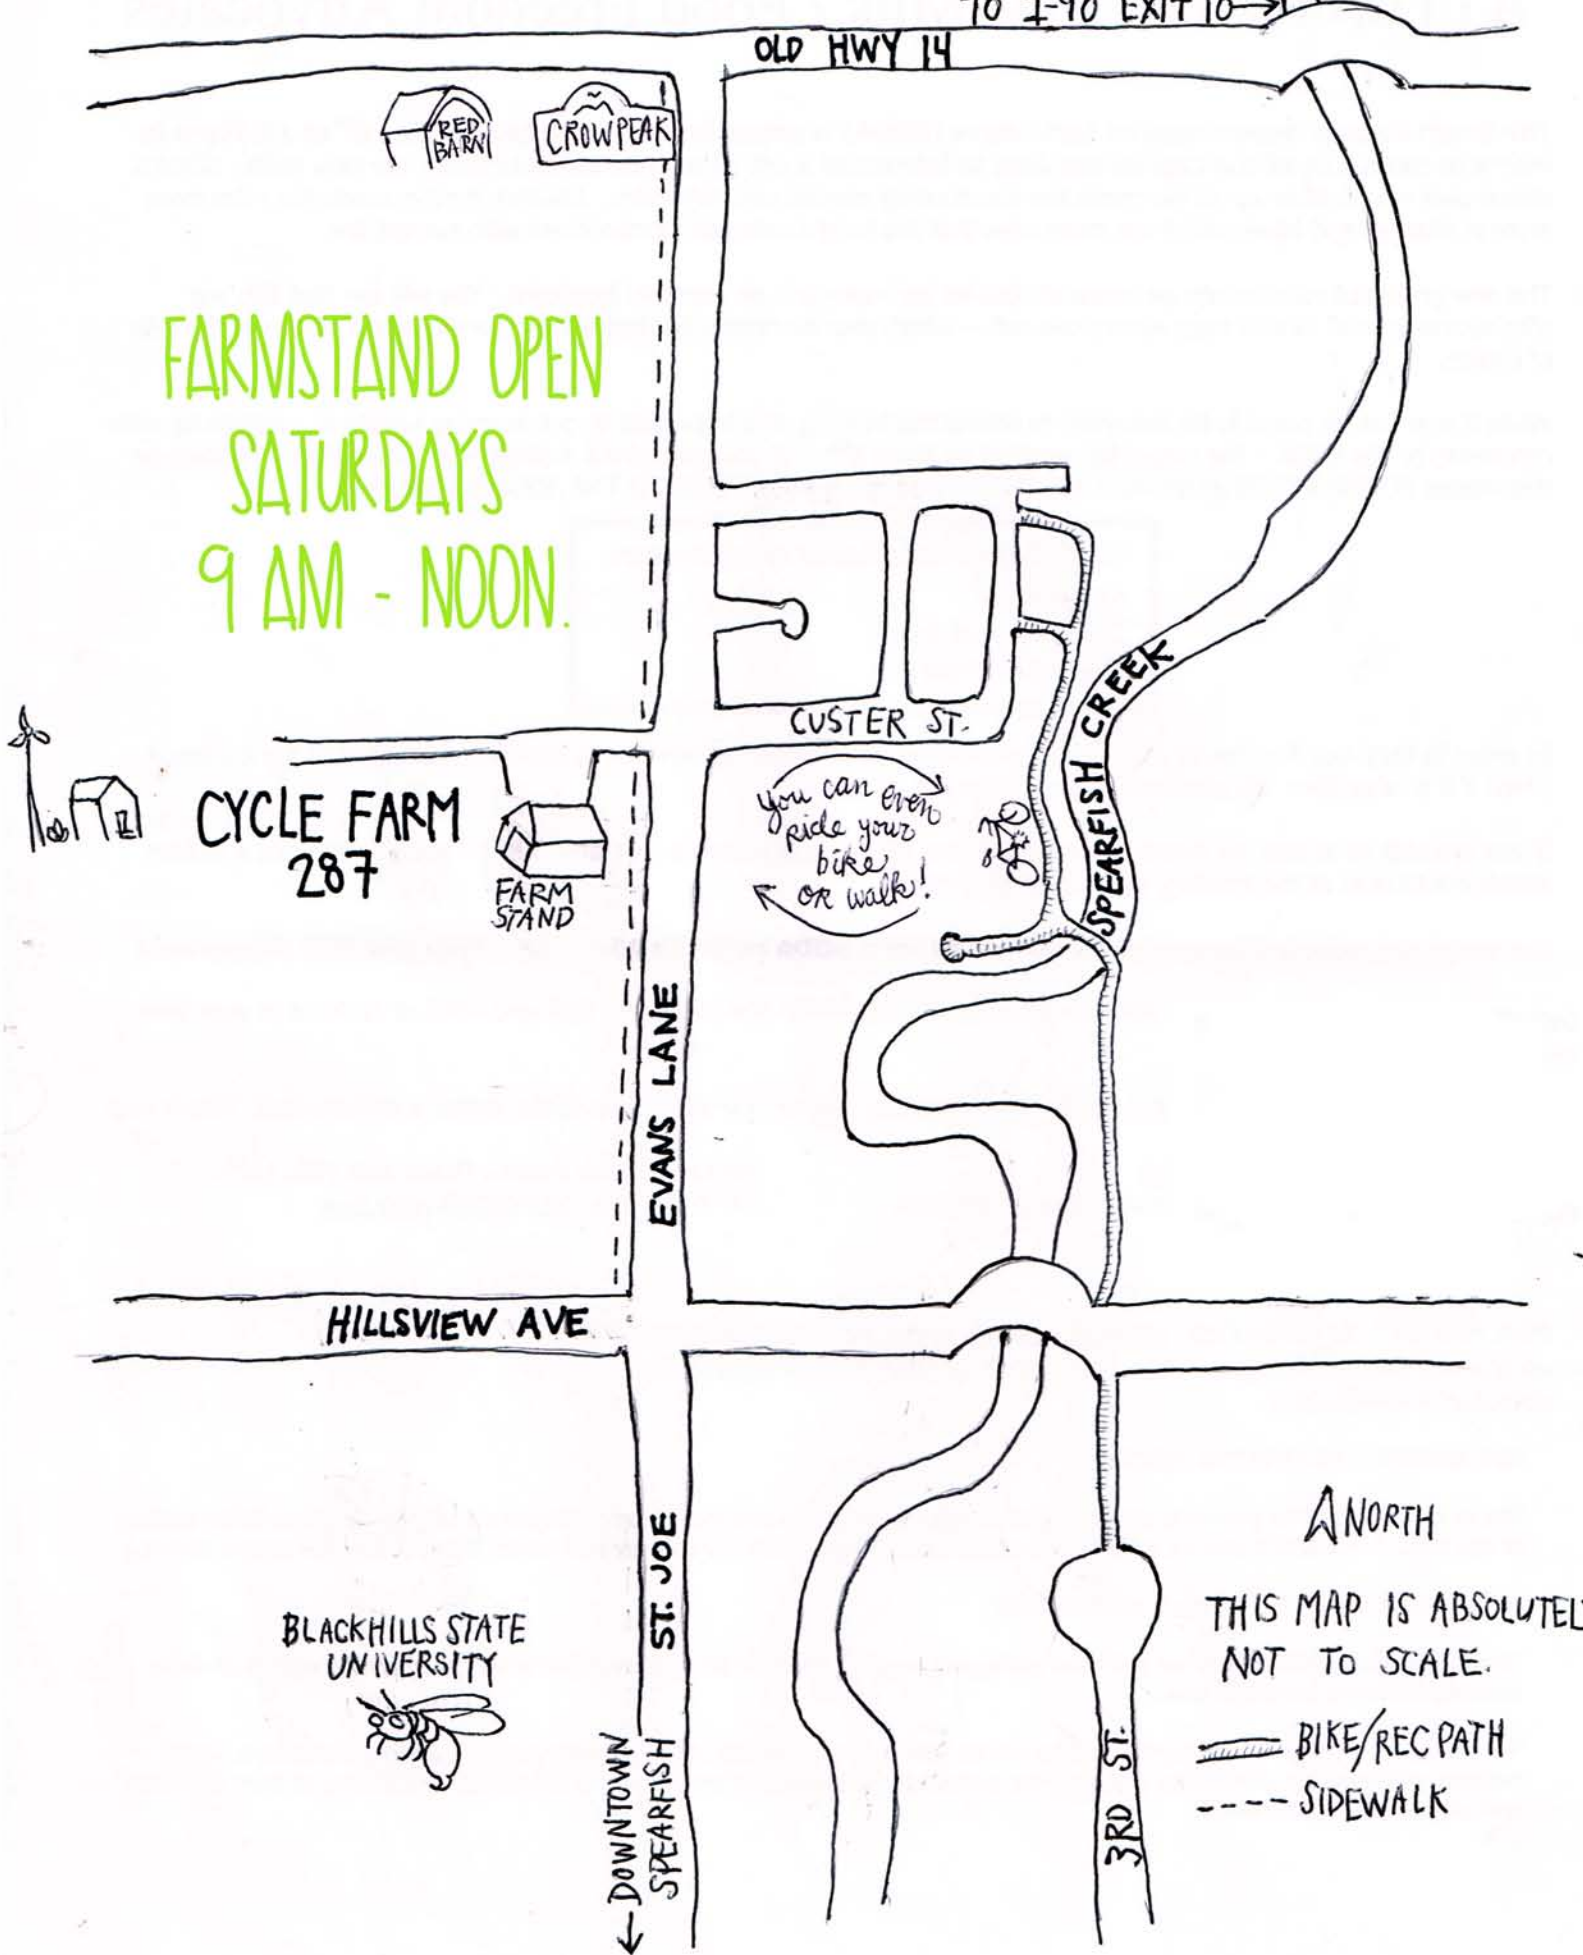 TO I-90 EXIT 10→
OLD HWY 14
RED
BARN
CROWPEAK
FARMSTAND OPEN
SATURDAYS
9 AM - NOON.
CUSTER ST.
SPEARFISH CREEK
CYCLE FARM
287
FARM
STAND
you can even
ride your
bike
or walk!
EVANS LANE
HILLSVIEW AVE
ST. JOE
NORTH
THIS MAP IS ABSOLUTEL
NOT TO SCALE.
BLACKHILLS STATE
UNIVERSITY
BIKE/REC PATH
---- SIDEWALK
← DOWNTOWN
SPEARFISH
3RD ST.